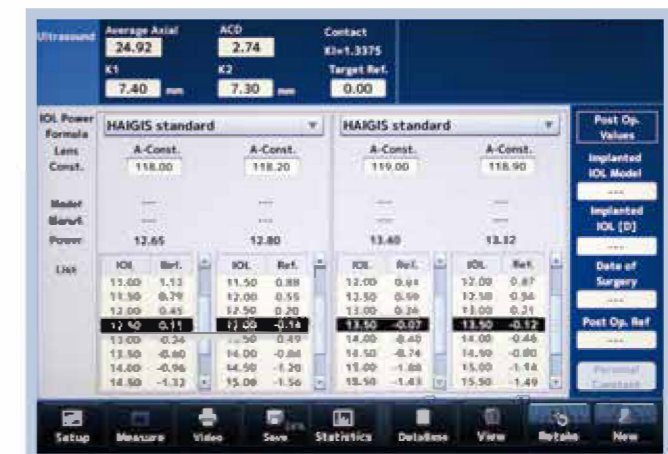 Ultrasound
Average Axial
ACD
Contact
24.92
2.74
KI=1.3375
K1
K2
Target Ref.
7.40 mm
7.30 mm
0.00
IOL Power Formula
HAIGIS standard
HAIGIS standard
Post Op. Values
Lens Const.
A-Const.
A-Const.
A-Const.
A-Const.
118.00
118.20
119.00
118.90
Implanted IOL Model
---
Model
---
---
---
---
Manuf.
---
---
---
---
Implanted IOL [D]
---
Power
12.65
12.80
13.40
13.32
List
IOL Ref.
IOL Ref.
IOL Ref.
IOL Ref.
11.00 1.13
11.50 0.88
12.00
12.00 0.87
11.50 0.79
12.00 0.55
12.50 0.59
12.50
12.00 0.45
12.50 0.20
13.00 0.26
13.00 0.21
12.50 0.11
-0.14
13.50 -0.07
13.50 -0.12
13.00 -0.24
0.49
14.00 -0.40
14.00 -0.46
13.50 -0.60
14.00
14.50 -0.74
14.50 -0.80
14.00 -0.96
14.50 -1.20
15.00
15.00 -1.14
14.50 -1.32
15.00 -1.56
15.50 -1.43
15.50 -1.49
Date of Surgery
---
Post Op. Ref
---
Personal Constant
Setup
Measure
Video
Save
Statistics
DataBase
View
Retake
New